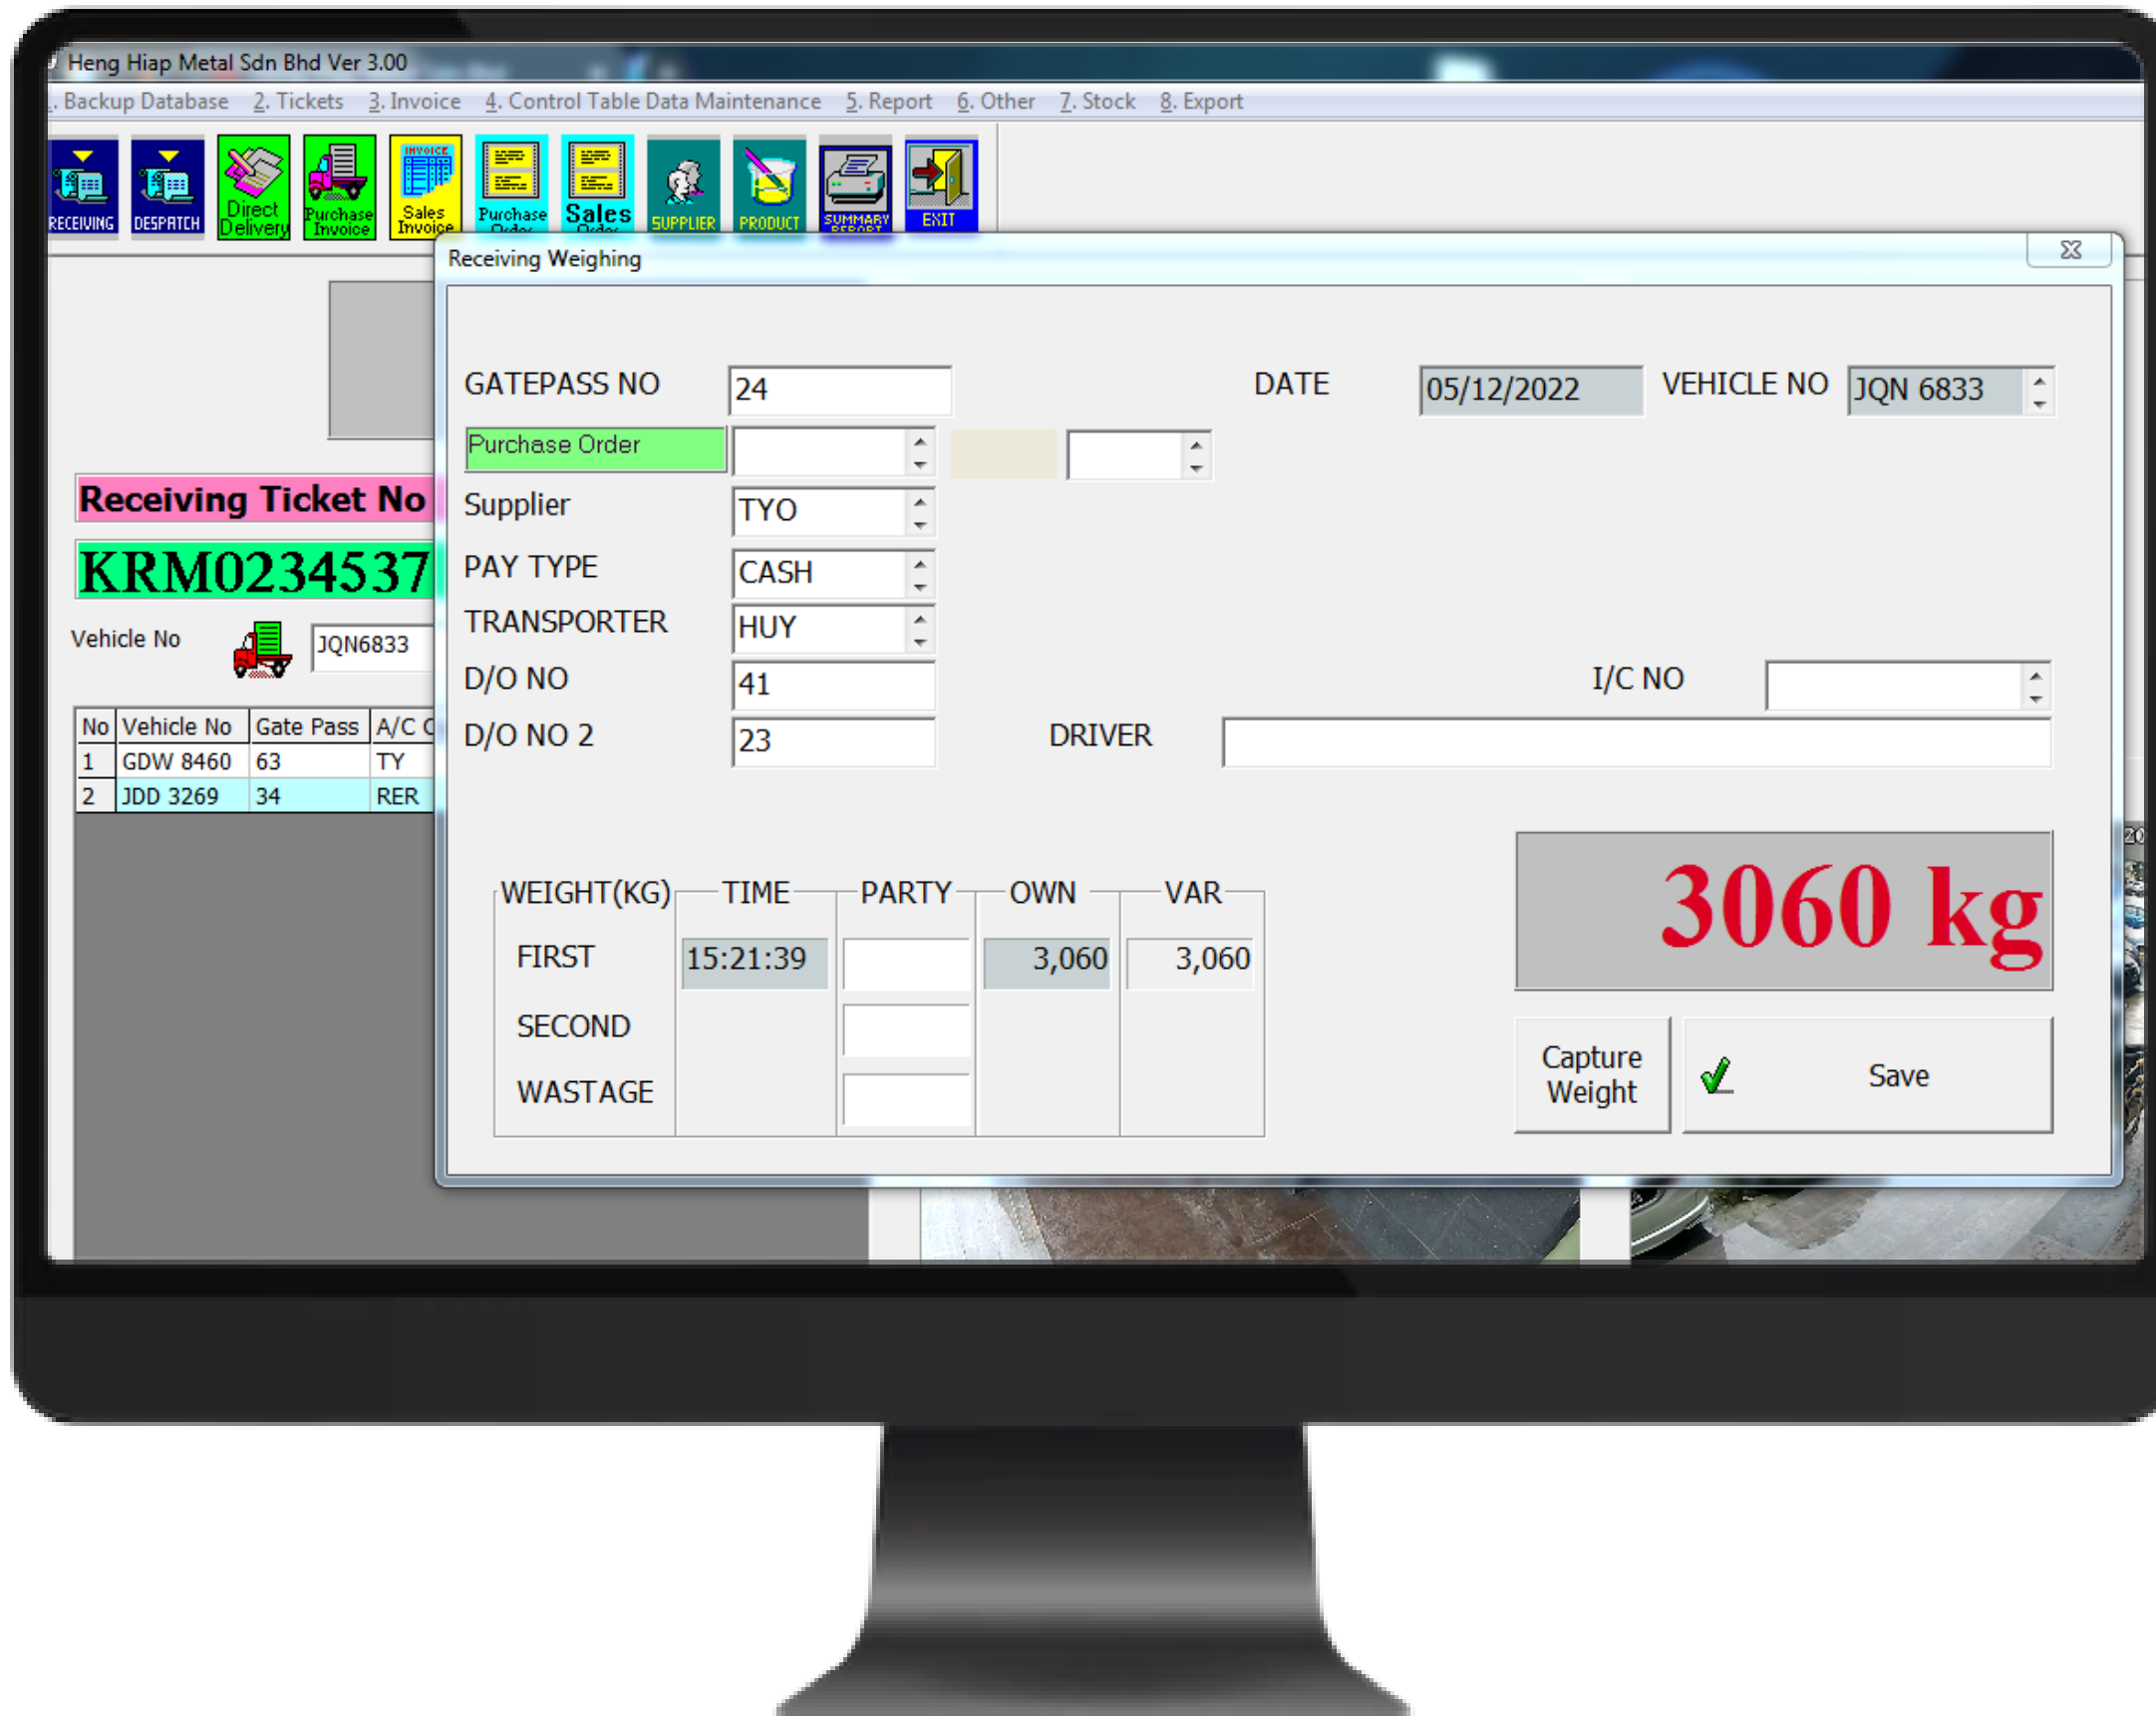 Heng Hiap Metal Sdn Bhd Ver 3.00
. Backup Database 2. Tickets 3. Invoice 4. Control Table Data Maintenance 5. Report 6. Other 7. Stock 8. Export
RECEIVING DESPATCH Direct Delivery Purchase Invoice INVOICE Sales Invoice Purchase Order Sales Order SUPPLIER PRODUCT SUMMARY REPORT EXIT
Receiving Weighing
GATEPASS NO 24 DATE 05/12/2022 VEHICLE NO JQN 6833
Purchase Order
Receiving Ticket No
Supplier TYO
KRM0234537
PAY TYPE CASH
TRANSPORTER HUY
Vehicle No JQN6833
D/O NO 41 I/C NO
D/O NO 2 23 DRIVER
No Vehicle No Gate Pass A/C C
1 GDW 8460 63 TY
2 JDD 3269 34 RER
WEIGHT(KG) TIME PARTY OWN VAR
FIRST 15:21:39 3,060 3,060
SECOND
WASTAGE
3060 kg
Capture Weight
Save
20